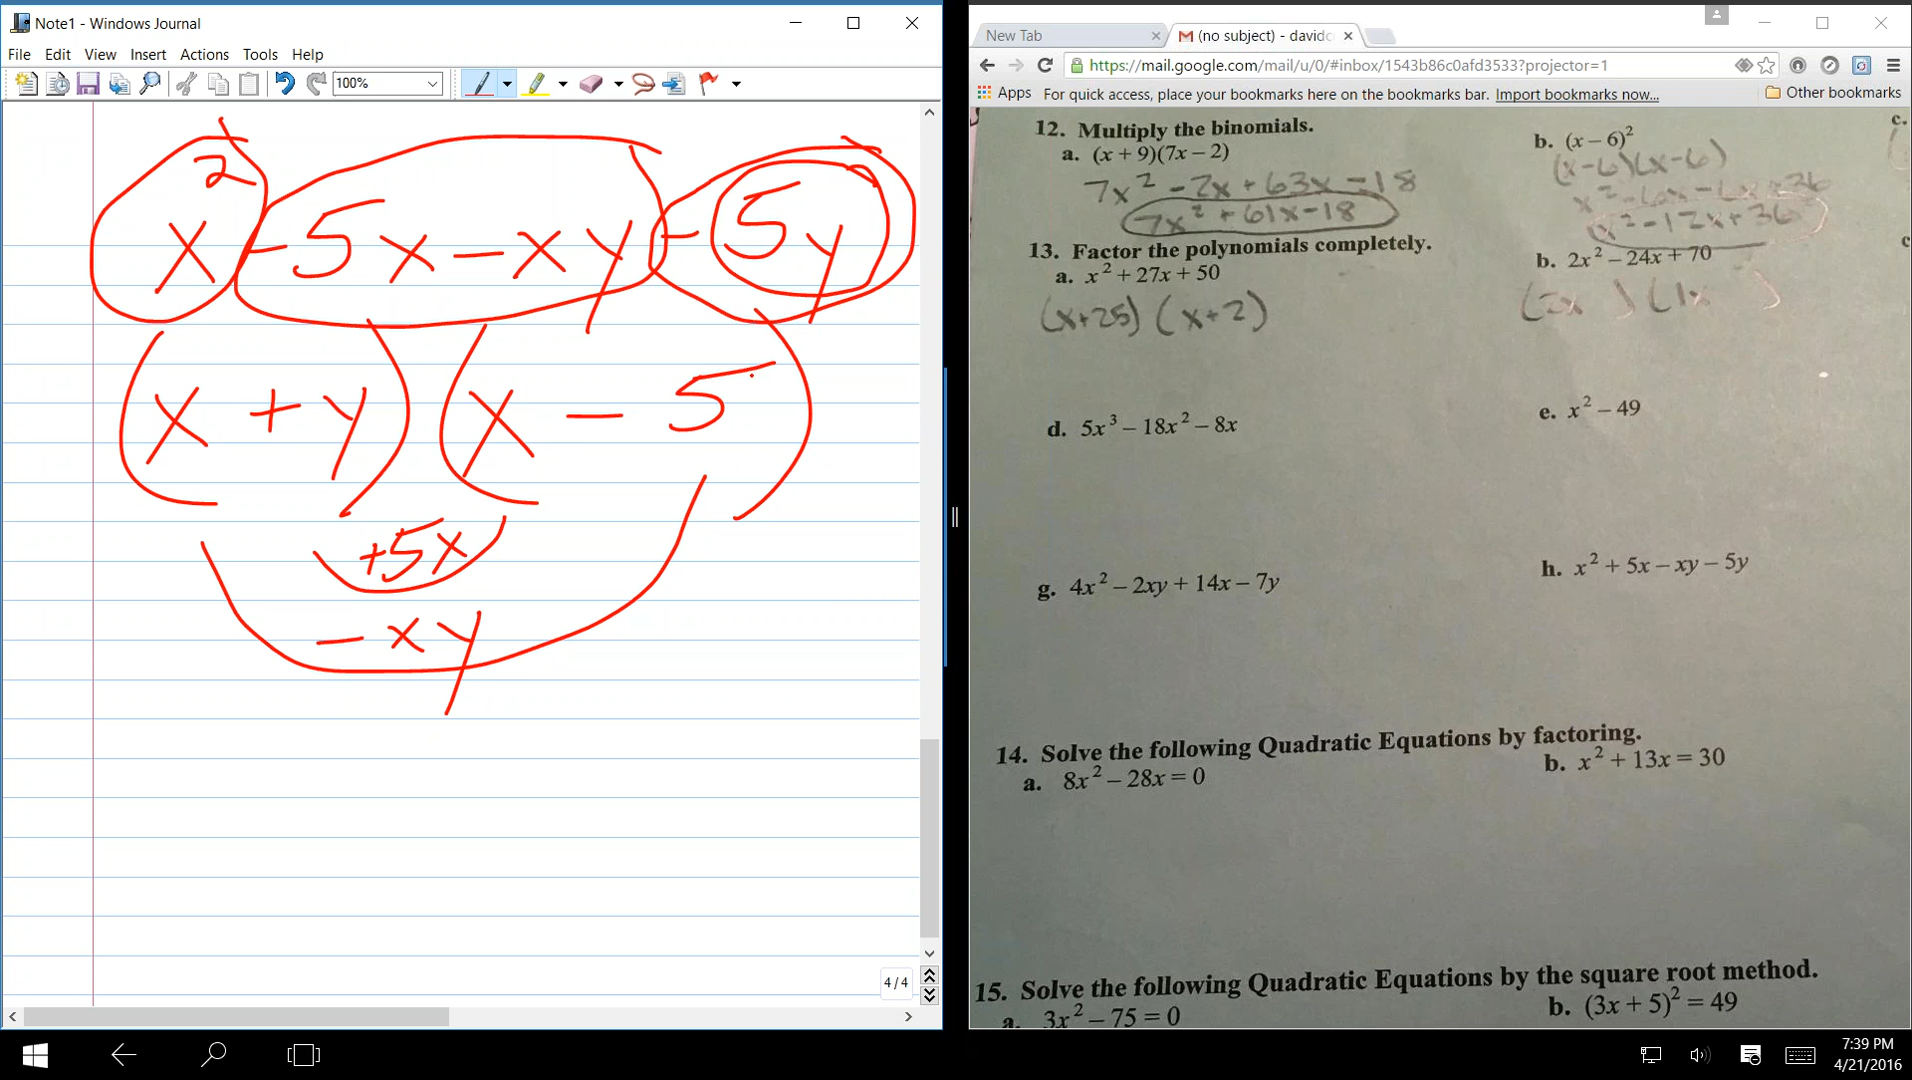 Note1 - Windows Journal
File Edit View Insert Actions Tools Help
100%
x² - 5x - xy - 5y
(x + y) (x - 5)
+5x
- xy
4 / 4
New Tab
(no subject) - davidc
https://mail.google.com/mail/u/0/#inbox/1543b86c0afd3533?projector=1
Apps For quick access, place your bookmarks here on the bookmarks bar. Import bookmarks now... Other bookmarks
12. Multiply the binomials.
a. (x + 9)(7x – 2)
7x² - 2x + 63x - 18
7x² + 61x - 18
b. (x – 6)²
(x-6)(x-6)
x² - 6x - 6x + 36
x² - 12x + 36
c.
13. Factor the polynomials completely.
a. x² + 27x + 50
(x+25) (x+2)
b. 2x² – 24x + 70
(2x ) (1x )
c
d. 5x³ – 18x² – 8x
e. x² – 49
g. 4x² – 2xy + 14x – 7y
h. x² + 5x – xy – 5y
14. Solve the following Quadratic Equations by factoring.
a. 8x² – 28x = 0
b. x² + 13x = 30
15. Solve the following Quadratic Equations by the square root method.
a. 3x² – 75 = 0
b. (3x + 5)² = 49
7:39 PM
4/21/2016